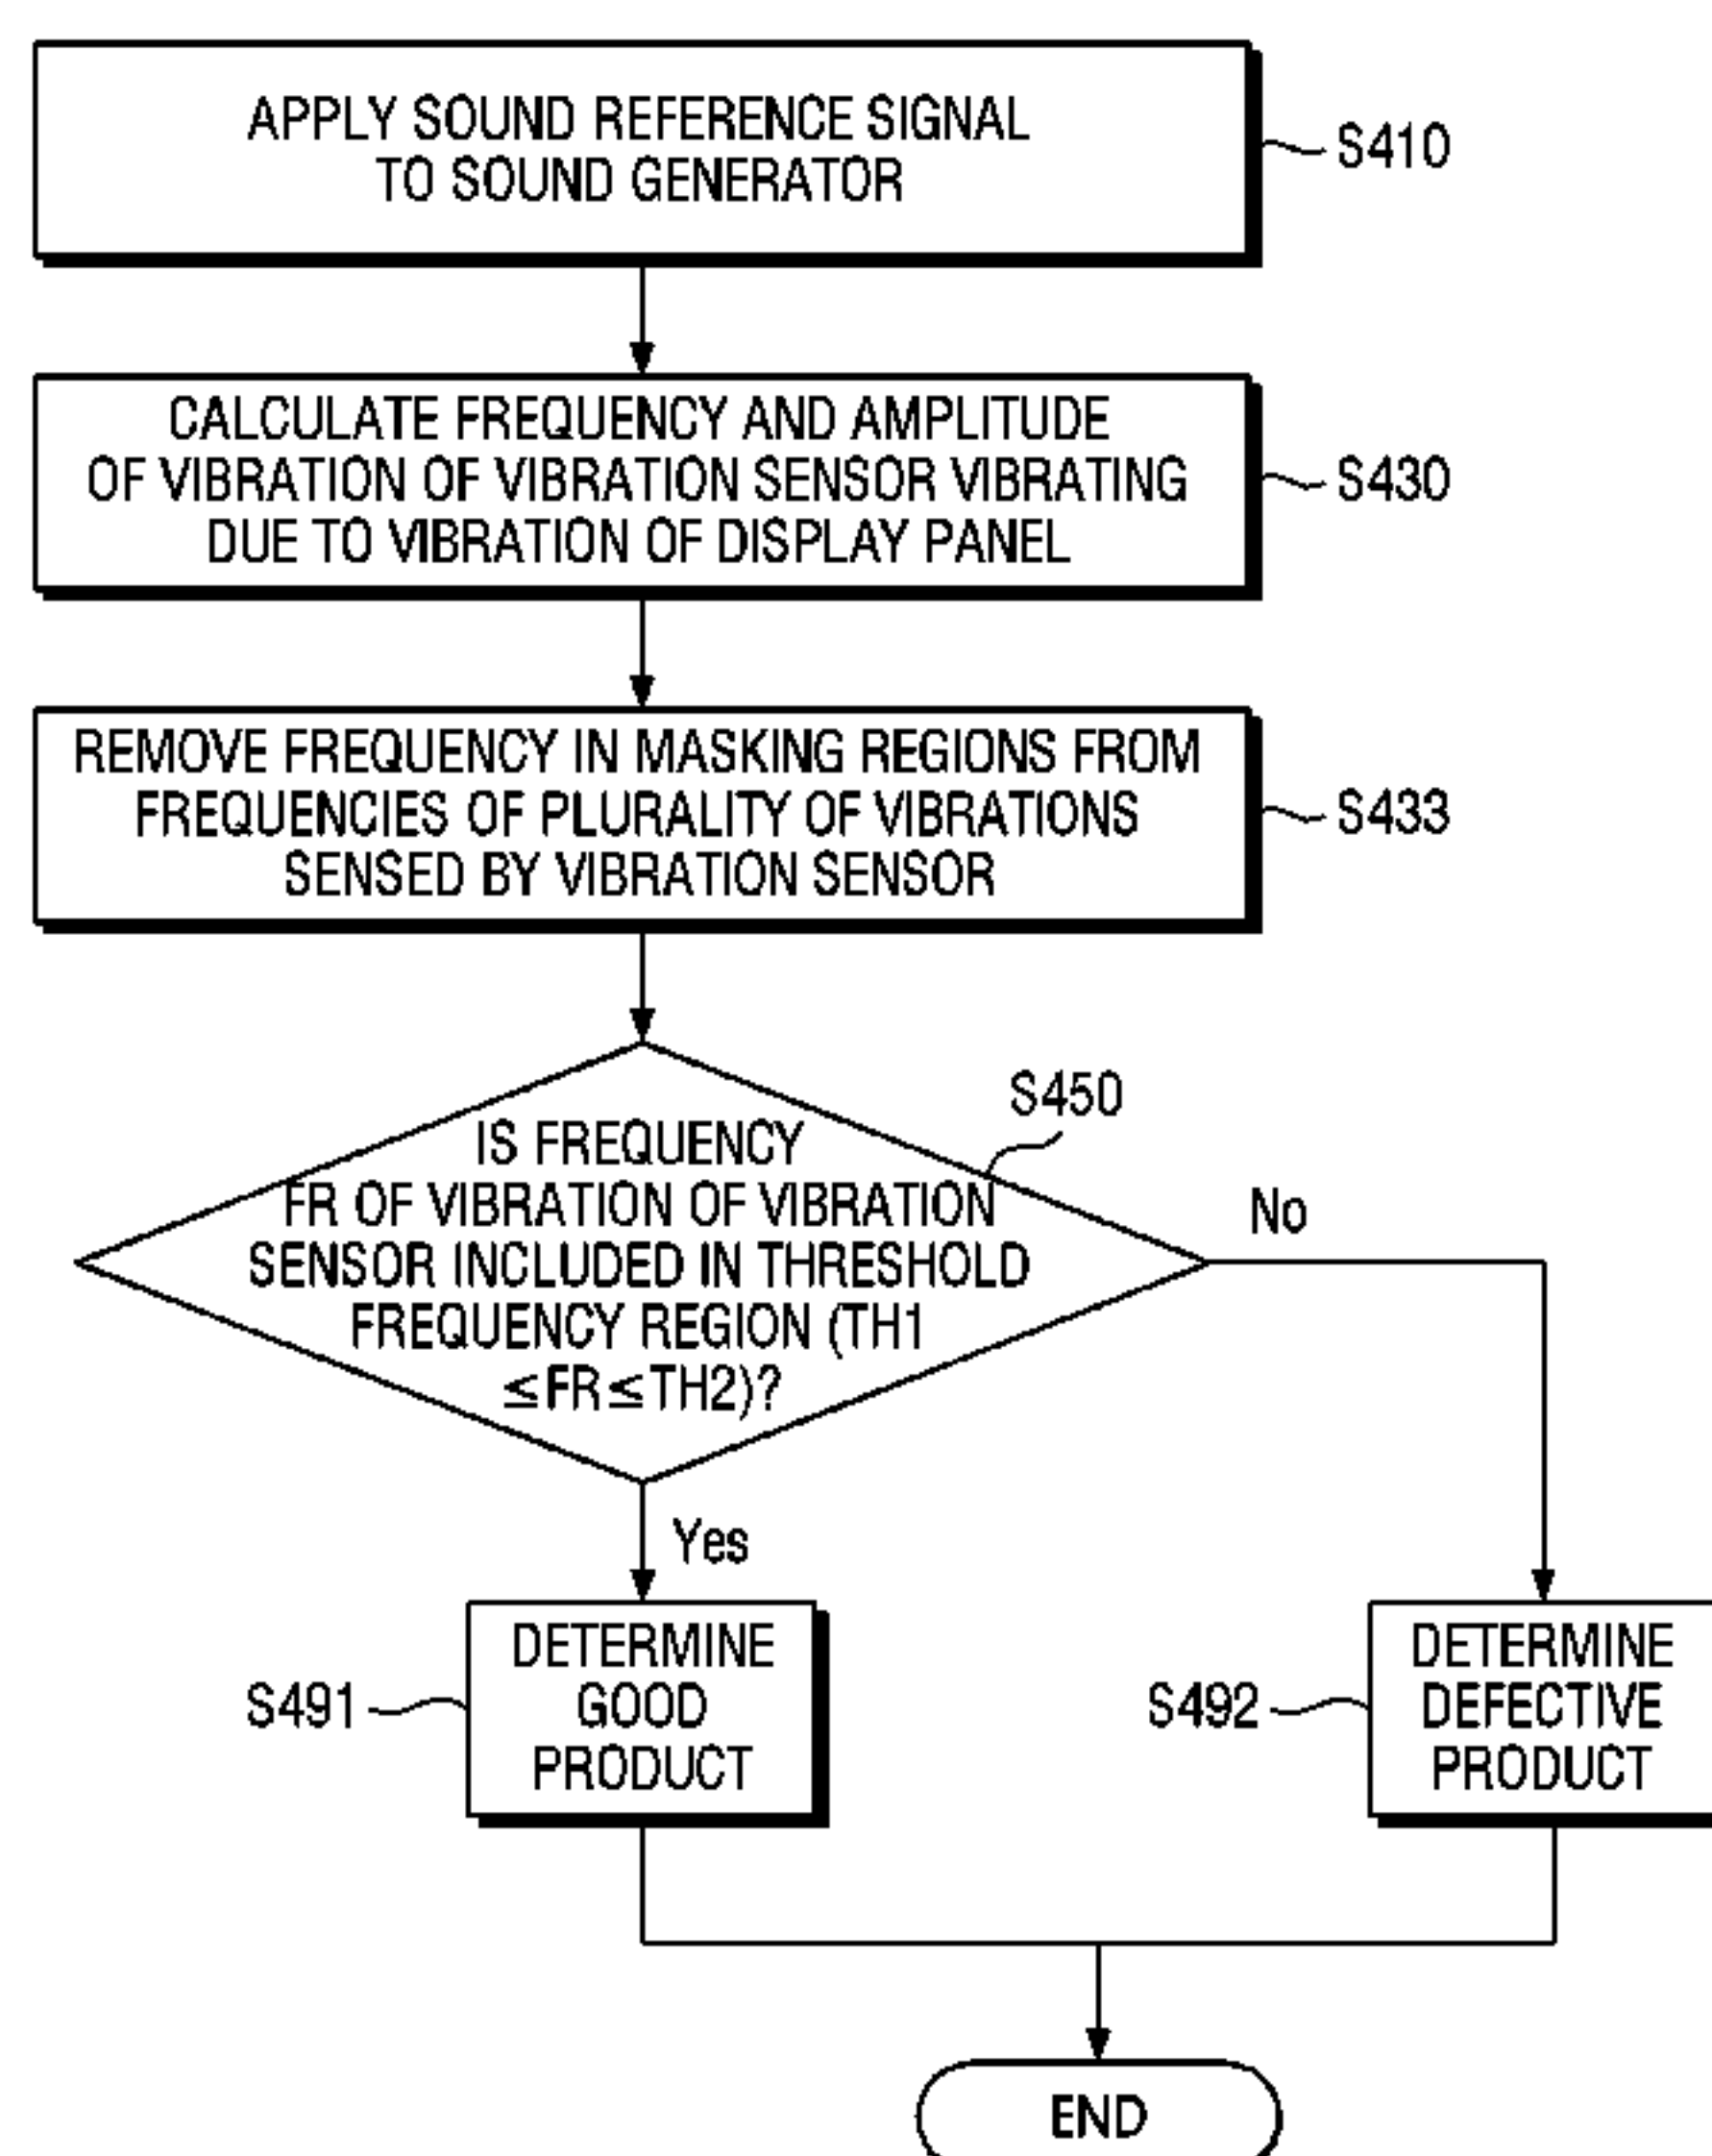 APPLY SOUND REFERENCE SIGNAL
TO SOUND GENERATOR
S410
CALCULATE FREQUENCY AND AMPLITUDE
OF VIBRATION OF VIBRATION SENSOR VIBRATING
DUE TO VIBRATION OF DISPLAY PANEL
S430
REMOVE FREQUENCY IN MASKING REGIONS FROM
FREQUENCIES OF PLURALITY OF VIBRATIONS
SENSED BY VIBRATION SENSOR
S433
S450
IS FREQUENCY
FR OF VIBRATION OF VIBRATION
SENSOR INCLUDED IN THRESHOLD
FREQUENCY REGION (TH1
≤FR≤TH2)?
No
Yes
DETERMINE
GOOD
PRODUCT
S491
DETERMINE
DEFECTIVE
PRODUCT
S492
END